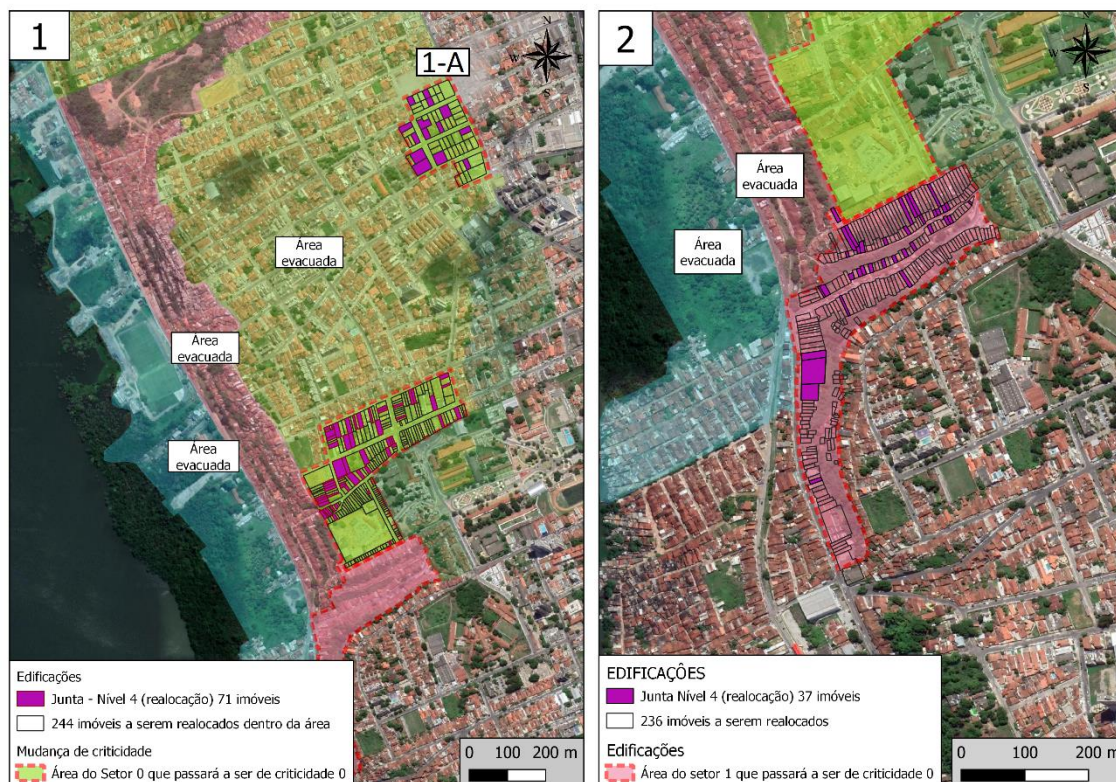 1
1-A
N
W
E
S
Área
evacuada
Área
evacuada
Área
evacuada
Edificações
Junta - Nível 4 (realocação) 71 imóveis
244 imóveis a serem realocados dentro da área
Mudança de criticidade
Área do Setor 0 que passará a ser de criticidade 0
0 100 200 m
2
W
E
S
Área
evacuada
Área
evacuada
EDIFICAÇÔES
Junta Nível 4 (realocação) 37 imóveis
236 imóveis a serem realocados
Edificações
Área do setor 1 que passará a ser de criticidade 0
0 100 200 m